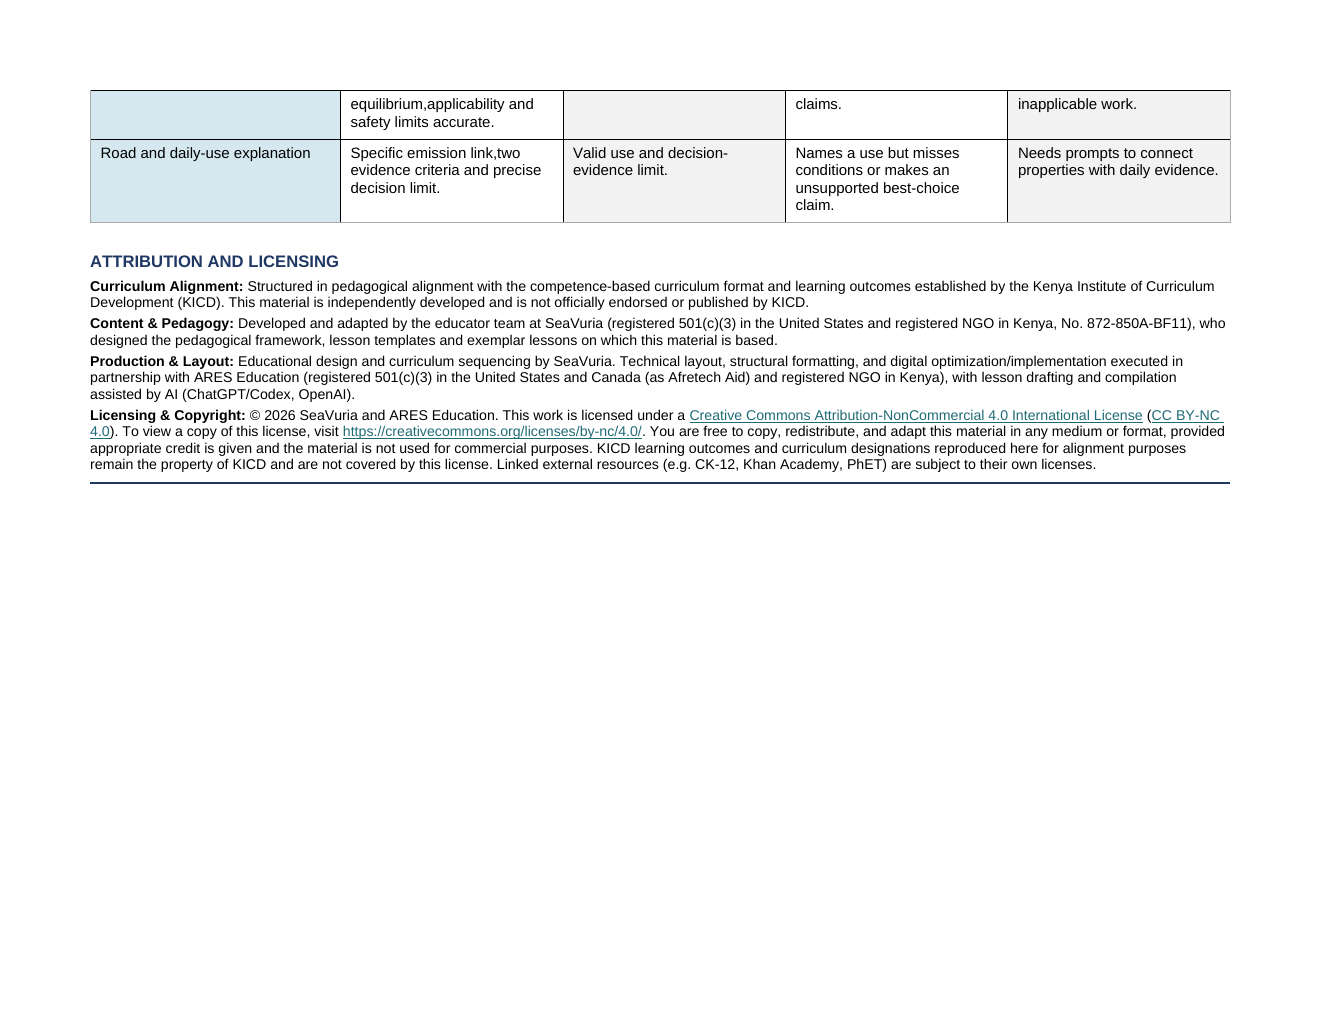 equilibrium,applicability and
safety limits accurate.
claims.
inapplicable work.
Road and daily-use explanation
Specific emission link,two
evidence criteria and precise
decision limit.
Valid use and decision-
evidence limit.
Names a use but misses
conditions or makes an
unsupported best-choice
claim.
Needs prompts to connect
properties with daily evidence.
ATTRIBUTION AND LICENSING
Curriculum Alignment: Structured in pedagogical alignment with the competence-based curriculum format and learning outcomes established by the Kenya Institute of Curriculum
Development (KICD). This material is independently developed and is not officially endorsed or published by KICD.
Content & Pedagogy: Developed and adapted by the educator team at SeaVuria (registered 501(c)(3) in the United States and registered NGO in Kenya, No. 872-850A-BF11), who
designed the pedagogical framework, lesson templates and exemplar lessons on which this material is based.
Production & Layout: Educational design and curriculum sequencing by SeaVuria. Technical layout, structural formatting, and digital optimization/implementation executed in
partnership with ARES Education (registered 501(c)(3) in the United States and Canada (as Afretech Aid) and registered NGO in Kenya), with lesson drafting and compilation
assisted by AI (ChatGPT/Codex, OpenAI).
Licensing & Copyright: © 2026 SeaVuria and ARES Education. This work is licensed under a Creative Commons Attribution-NonCommercial 4.0 International License (CC BY-NC
4.0). To view a copy of this license, visit https://creativecommons.org/licenses/by-nc/4.0/. You are free to copy, redistribute, and adapt this material in any medium or format, provided
appropriate credit is given and the material is not used for commercial purposes. KICD learning outcomes and curriculum designations reproduced here for alignment purposes
remain the property of KICD and are not covered by this license. Linked external resources (e.g. CK-12, Khan Academy, PhET) are subject to their own licenses.